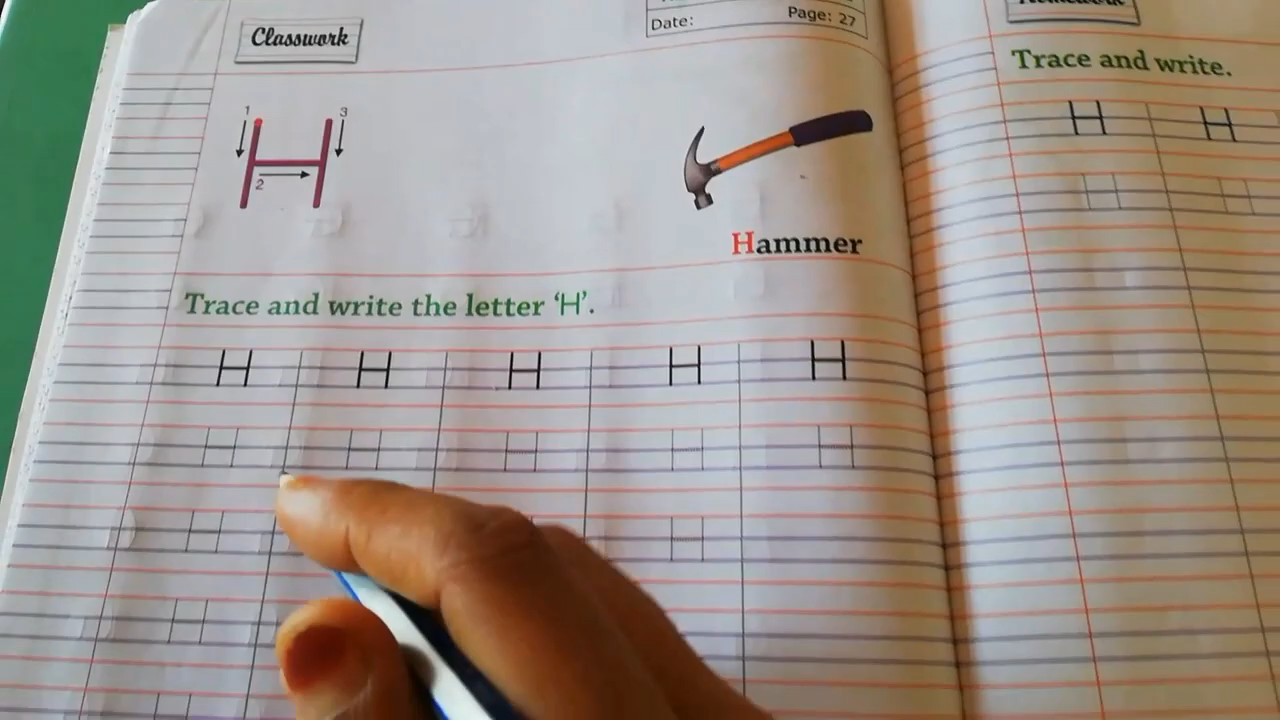 Classwork
Date: Page: 27
1 3
2
Hammer
Trace and write the letter ‘H’.
H H H H H
H H H H H
H H
H
Trace and write.
H H
H H